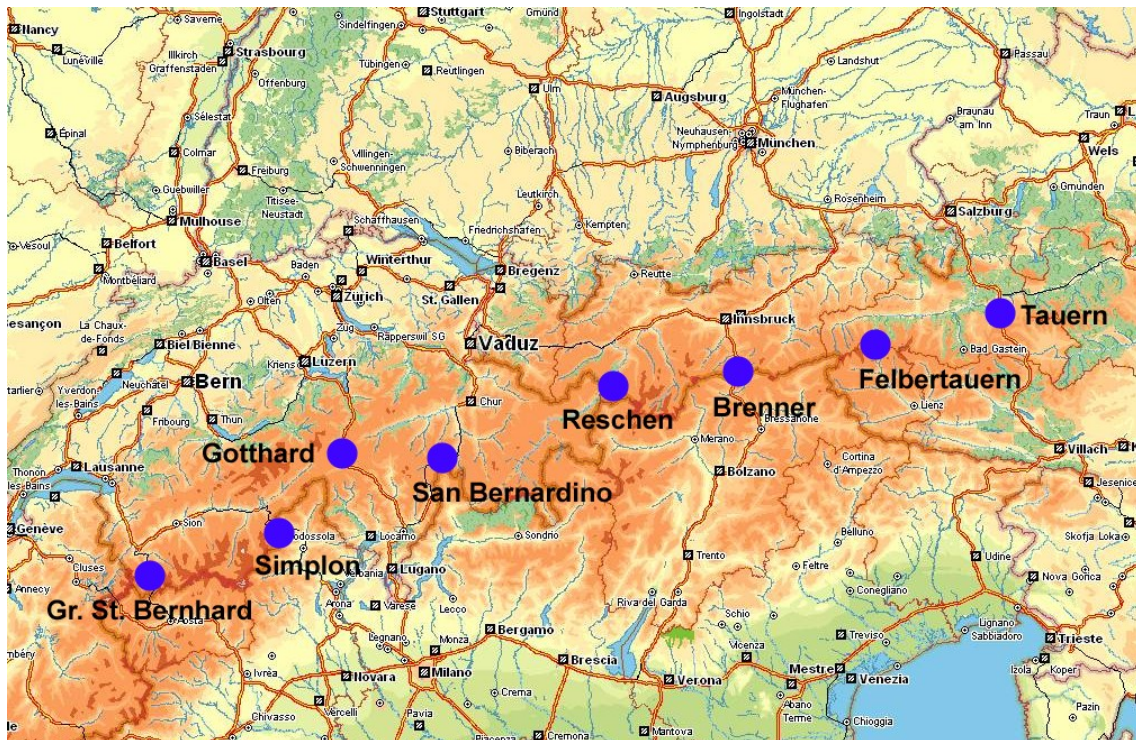 Nancy
Lunéville
Saverne
Strasbourg
Illkirch
Graffenstaden
Offenburg
Sélestat
Épinal
Colmar
Villingen-
Schwenningen
Freiburg
Titisee-
Neustadt
Guebwiller
Mulhouse
Vesoul
Belfort
Montbéliard
Basel
Stuttgart
Gmünd
Sindelfingen
Tübingen
Reutlingen
Ulm
Biberach
Leutkirch
Kempten
Friedrichshafen
Schaffhausen
Ingolstadt
Landshut
Augsburg
München-
Flughafen
Neuhausen-
Nymphenburg
München
Passau
Braunau
am Inn
Traun
Wels
Gmunden
Rosenheim
Salzburg
Baden
Winterthur
Zürich
St. Gallen
Bregenz
Reutte
Innsbruck
Olten
La Chaux-
de-Fonds
Biel Bienne
Zug
Rapperswil SG
Vaduz
Kriens
Luzern
Bern
Neuchatel
Yverdon-
les-Bains
Fribourg
Thun
Chur
Tauern
Bad Gastein
Felbertauern
Lienz
Brenner
Bressanone
Reschen
Merano
Bolzano
Gotthard
San Bernardino
Cortina
d'Ampezzo
Villach
Jesenice
Thonon
les-Bains
Lausanne
Genève
Sion
Simplon
Locarno
Lugano
Sondrio
Cluses
Annecy
Gr. St. Bernhard
Aosta
Arona
Varese
Lecco
Trento
Belluno
Feltre
Udine
Skofja Loka
Nova Gorica
Conegliano
Riva del Garda
Schio
Treviso
Lignano
Sabbiadoro
Trieste
Izola
Koper
Ivrèa
Legnano
Monza
Bergamo
Brescia
Vicenza
Mestre
Venezia
Novara
Milano
Verona
Abano
Terme
Crema
Chivasso
Vercelli
Pavia
Piacenza
Cremona
Mantova
Chioggia
Pazin